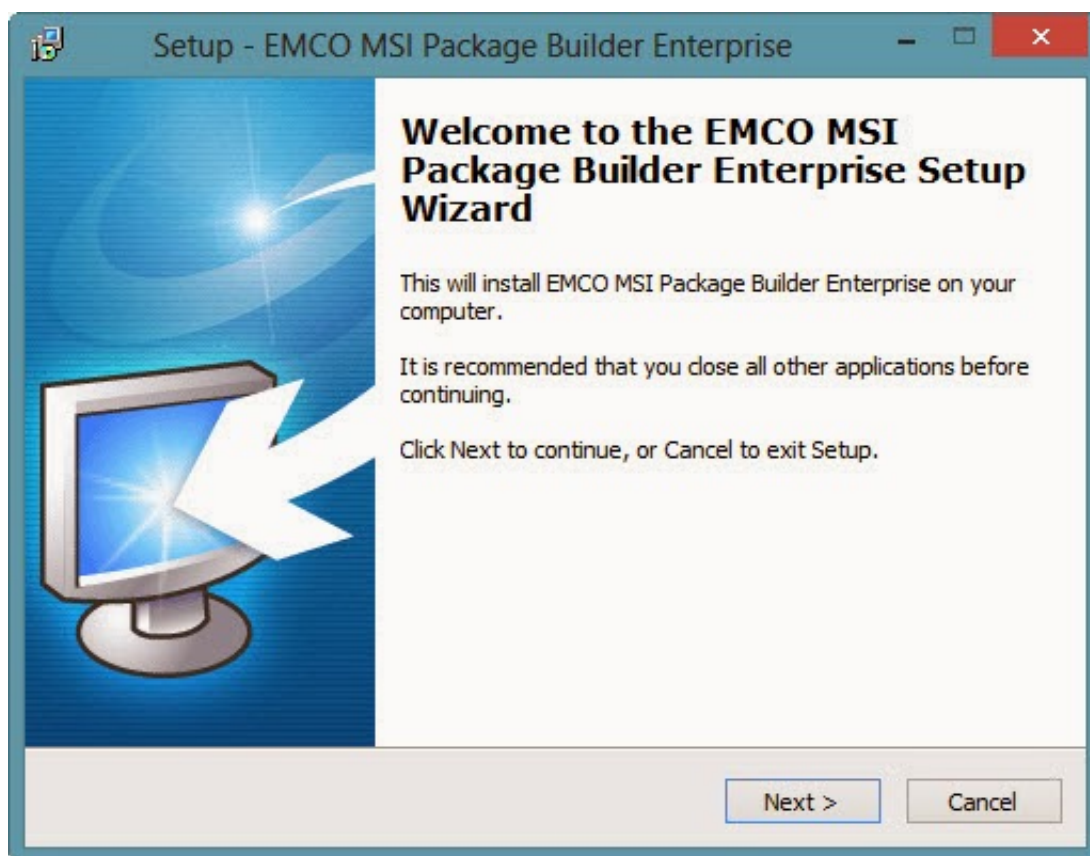 Setup - EMCO MSI Package Builder Enterprise
Welcome to the EMCO MSI
Package Builder Enterprise Setup
Wizard
This will install EMCO MSI Package Builder Enterprise on your
computer.
It is recommended that you close all other applications before
continuing.
Click Next to continue, or Cancel to exit Setup.
Next >
Cancel